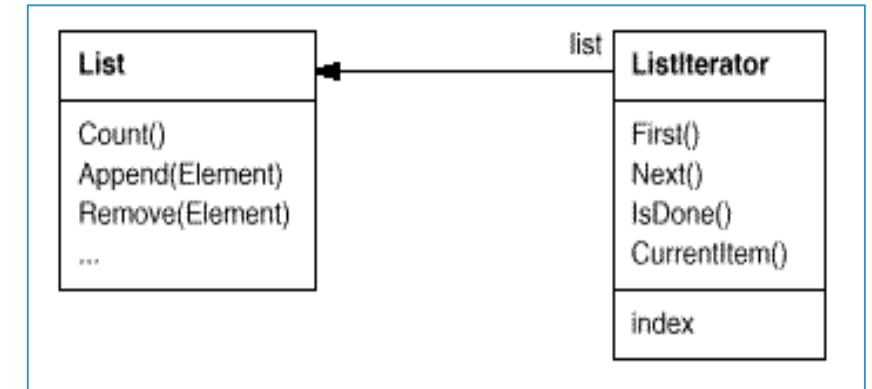 List
Count()
Append(Element)
Remove(Element)
...
list
ListIterator
First()
Next()
IsDone()
CurrentItem()
index